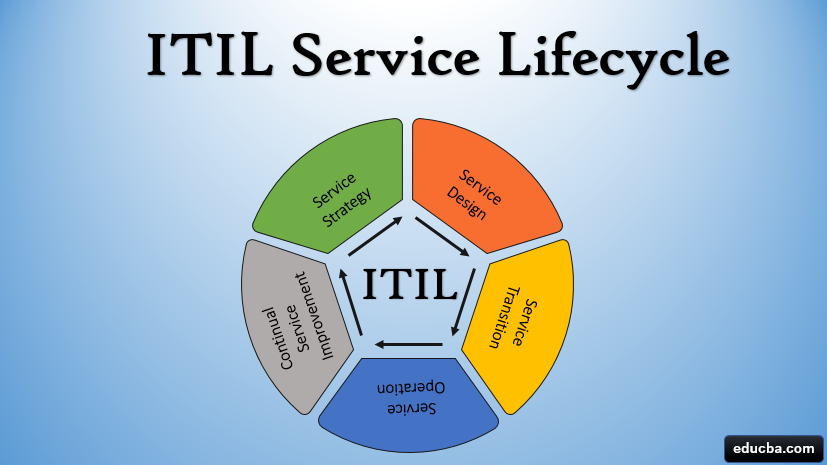 ITIL Service Lifecycle
Service
Strategy
Service
Design
Service
Transition
Service
Operation
Continual
Service
Improvement
ITIL
educba.com